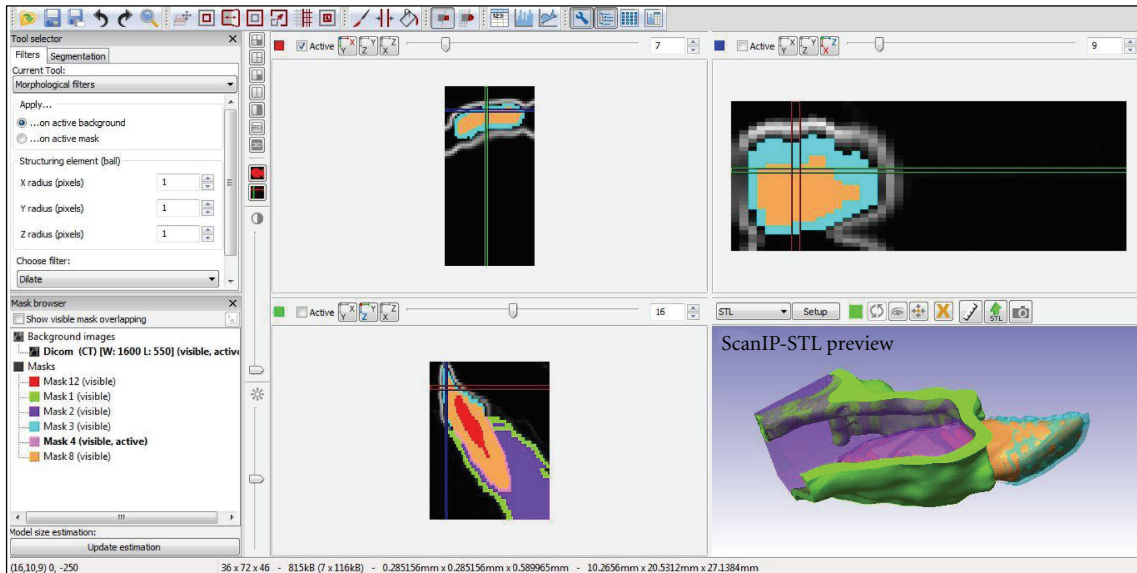 Tool selector
Filters Segmentation
Current Tool:
Morphological filters
Apply...
...on active background
...on active mask
Structuring element (ball)
X radius (pixels) 1
Y radius (pixels) 1
Z radius (pixels) 1
Choose filter:
Dilate
Mask browser
Show visible mask overlapping
Background images
Dicom (CT) [W: 1600 L: 550] (visible, active
Masks
Mask 12 (visible)
Mask 1 (visible)
Mask 2 (visible)
Mask 3 (visible)
Mask 4 (visible, active)
Mask 8 (visible)
Model size estimation:
Update estimation
Active Y X Z Y X Z 7
Active Y X Z Y X Z 9
Active Y X Z Y X Z 16
STL Setup STL
ScanIP-STL preview
(16,10,9) 0, -250 36 x 72 x 46 - 815kB (7 x 116kB) - 0.285156mm x 0.285156mm x 0.589965mm - 10.2656mm x 20.5312mm x 27.1384mm